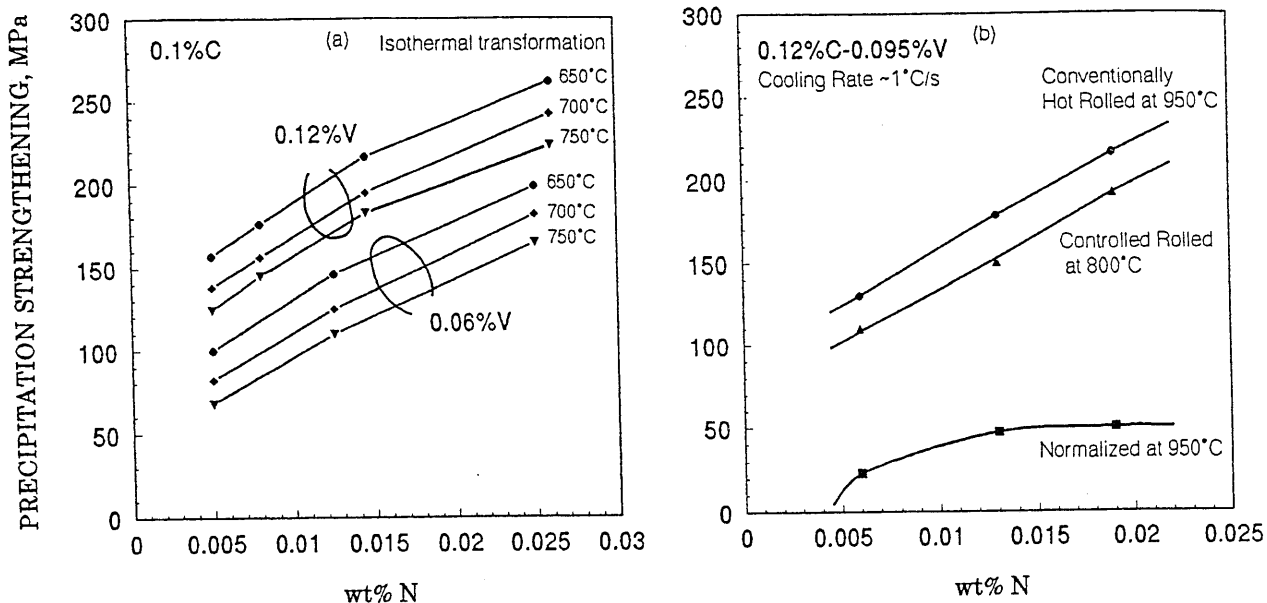 PRECIPITATION STRENGTHENING, MPa
300
250
200
150
100
50
0
0.1%C
(a)
Isothermal transformation
650°C
700°C
750°C
0.12%V
650°C
700°C
750°C
0.06%V
0
0.005
0.01
0.015
0.02
0.025
0.03
wt% N
300
250
200
150
100
50
0
(b)
0.12%C-0.095%V
Cooling Rate ~1°C/s
Conventionally
Hot Rolled at 950°C
Controlled Rolled
at 800°C
Normalized at 950°C
0
0.005
0.01
0.015
0.02
0.025
wt% N